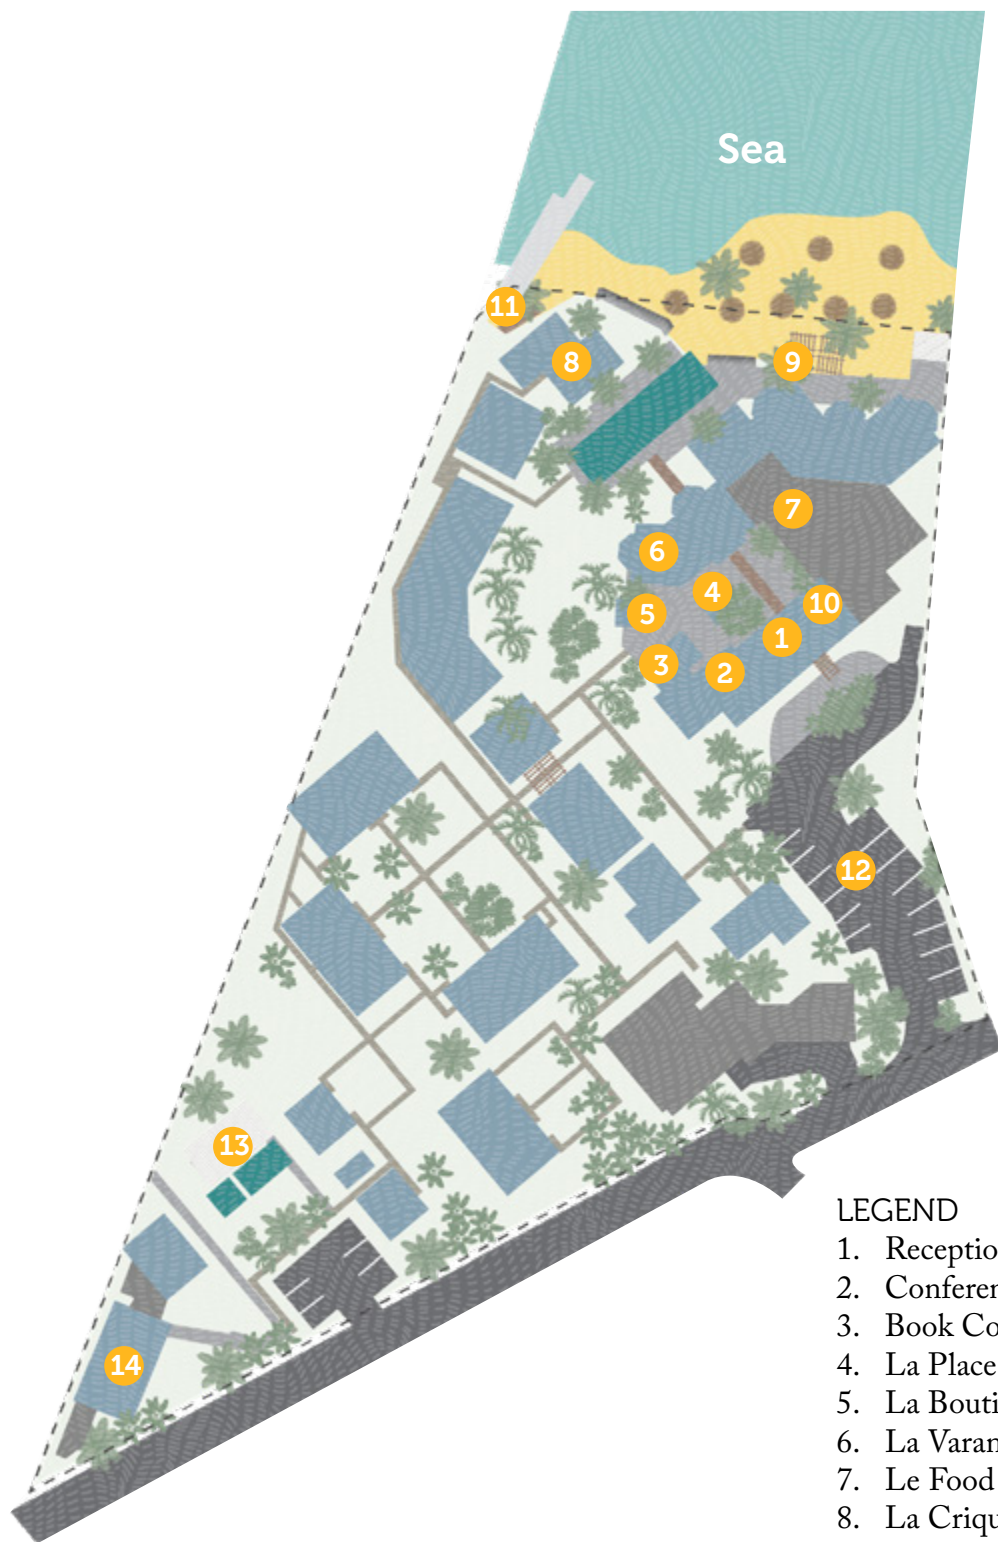 Sea
11
8
9
7
6
4
10
5
1
3
2
12
13
14
LEGEND
1. Receptio
2. Conferen
3. Book Co
4. La Place
5. La Bouti
6. La Varan
7. Le Food
8. La Criqu